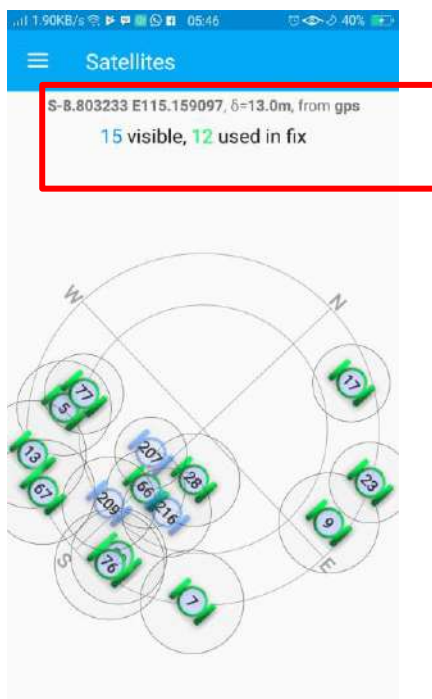 1.90KB/s 05:46 40%
Satellites
S-8.803233 E115.159097, δ=13.0m, from gps
15 visible, 12 used in fix
W
N
77
17
5
13
207
28
67
66
23
209
216
9
S
76
E
7